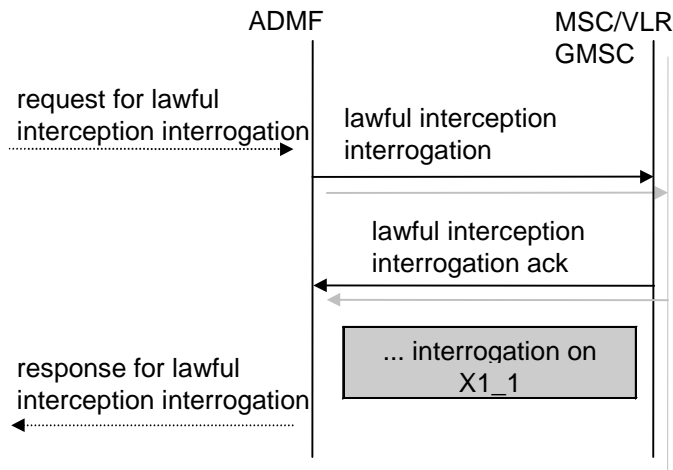 ADMF
MSC/VLR
GMSC
request for lawful
interception interrogation
lawful interception
interrogation
lawful interception
interrogation ack
... interrogation on
X1_1
response for lawful
interception interrogation